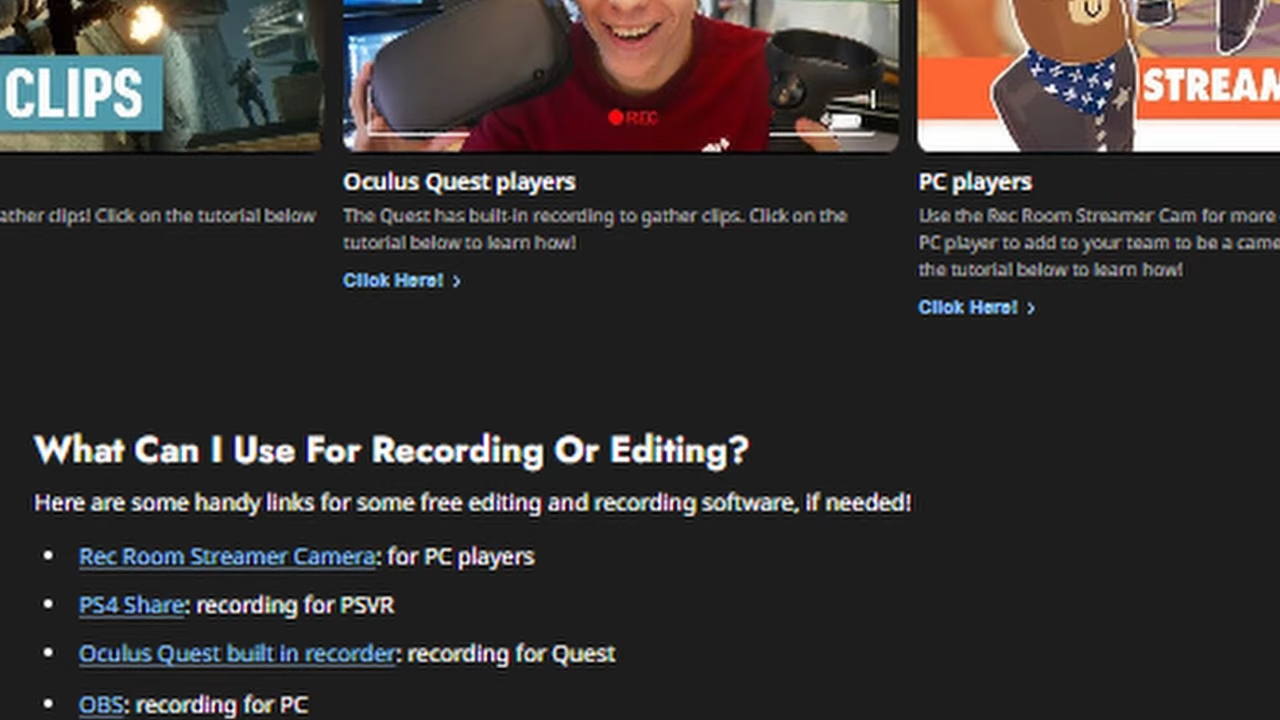 CLIPS
REC
STREAM
Oculus Quest players
PC players
ather clips! Click on the tutorial below
The Quest has built-in recording to gather clips. Click on the
tutorial below to learn how!
Click Here! ›
Use the Rec Room Streamer Cam for more
PC player to add to your team to be a came
the tutorial below to learn how!
Click Here! ›
What Can I Use For Recording Or Editing?
Here are some handy links for some free editing and recording software, if needed!
• Rec Room Streamer Camera: for PC players
• PS4 Share: recording for PSVR
• Oculus Quest built in recorder: recording for Quest
• OBS: recording for PC